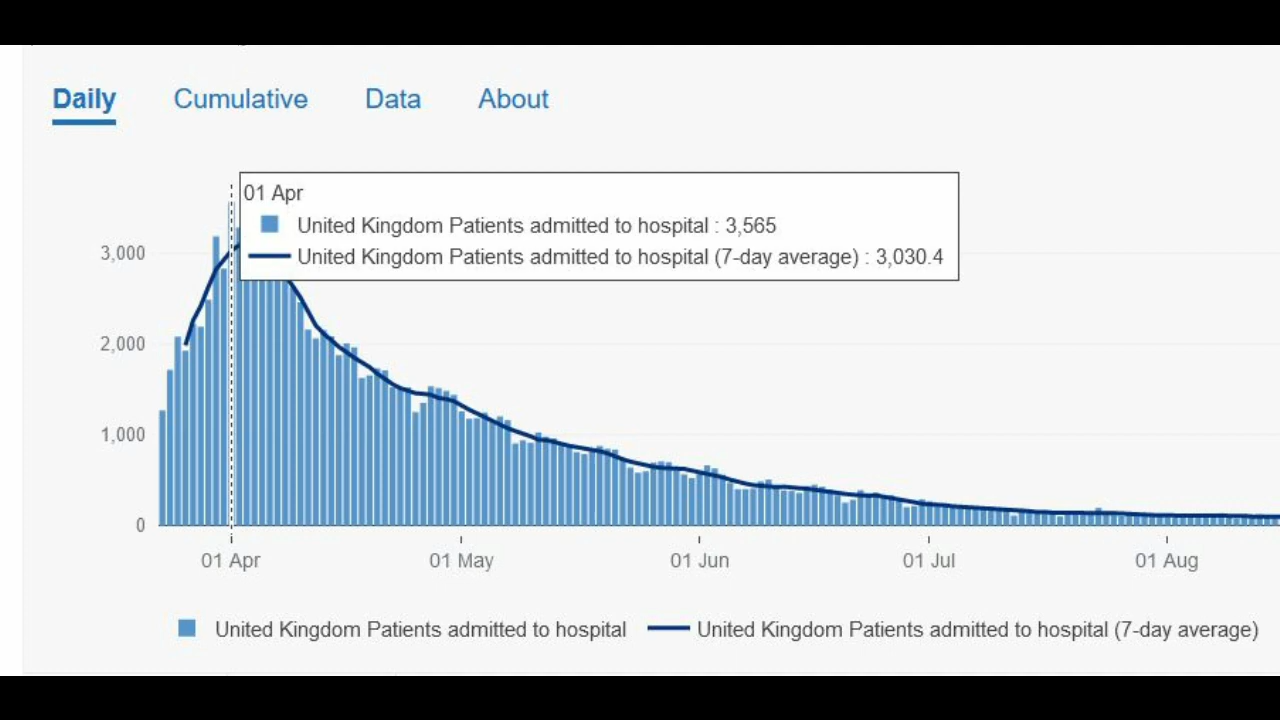 Daily Cumulative Data About
01 Apr
United Kingdom Patients admitted to hospital : 3,565
United Kingdom Patients admitted to hospital (7-day average) : 3,030.4
3,000
2,000
1,000
0
01 Apr 01 May 01 Jun 01 Jul 01 Aug
United Kingdom Patients admitted to hospital United Kingdom Patients admitted to hospital (7-day average)